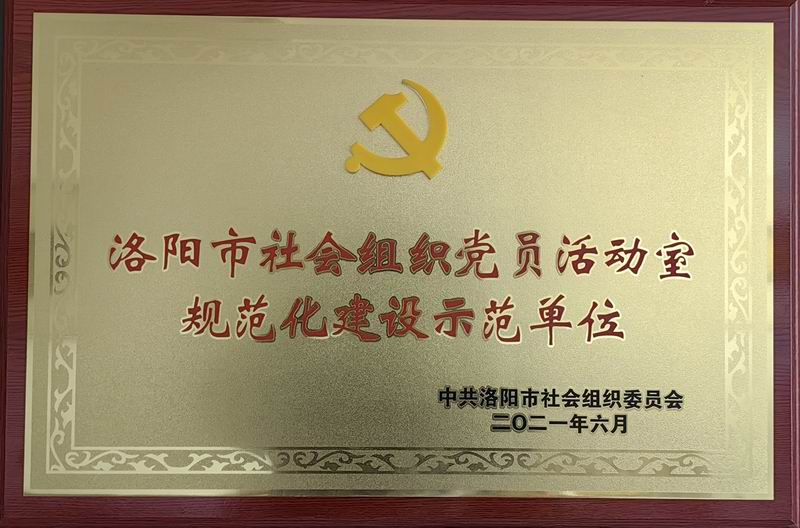 洛阳市社会组织党员活动室
规范化建设示范单位
中共洛阳市社会组织委员会
二〇二一年六月